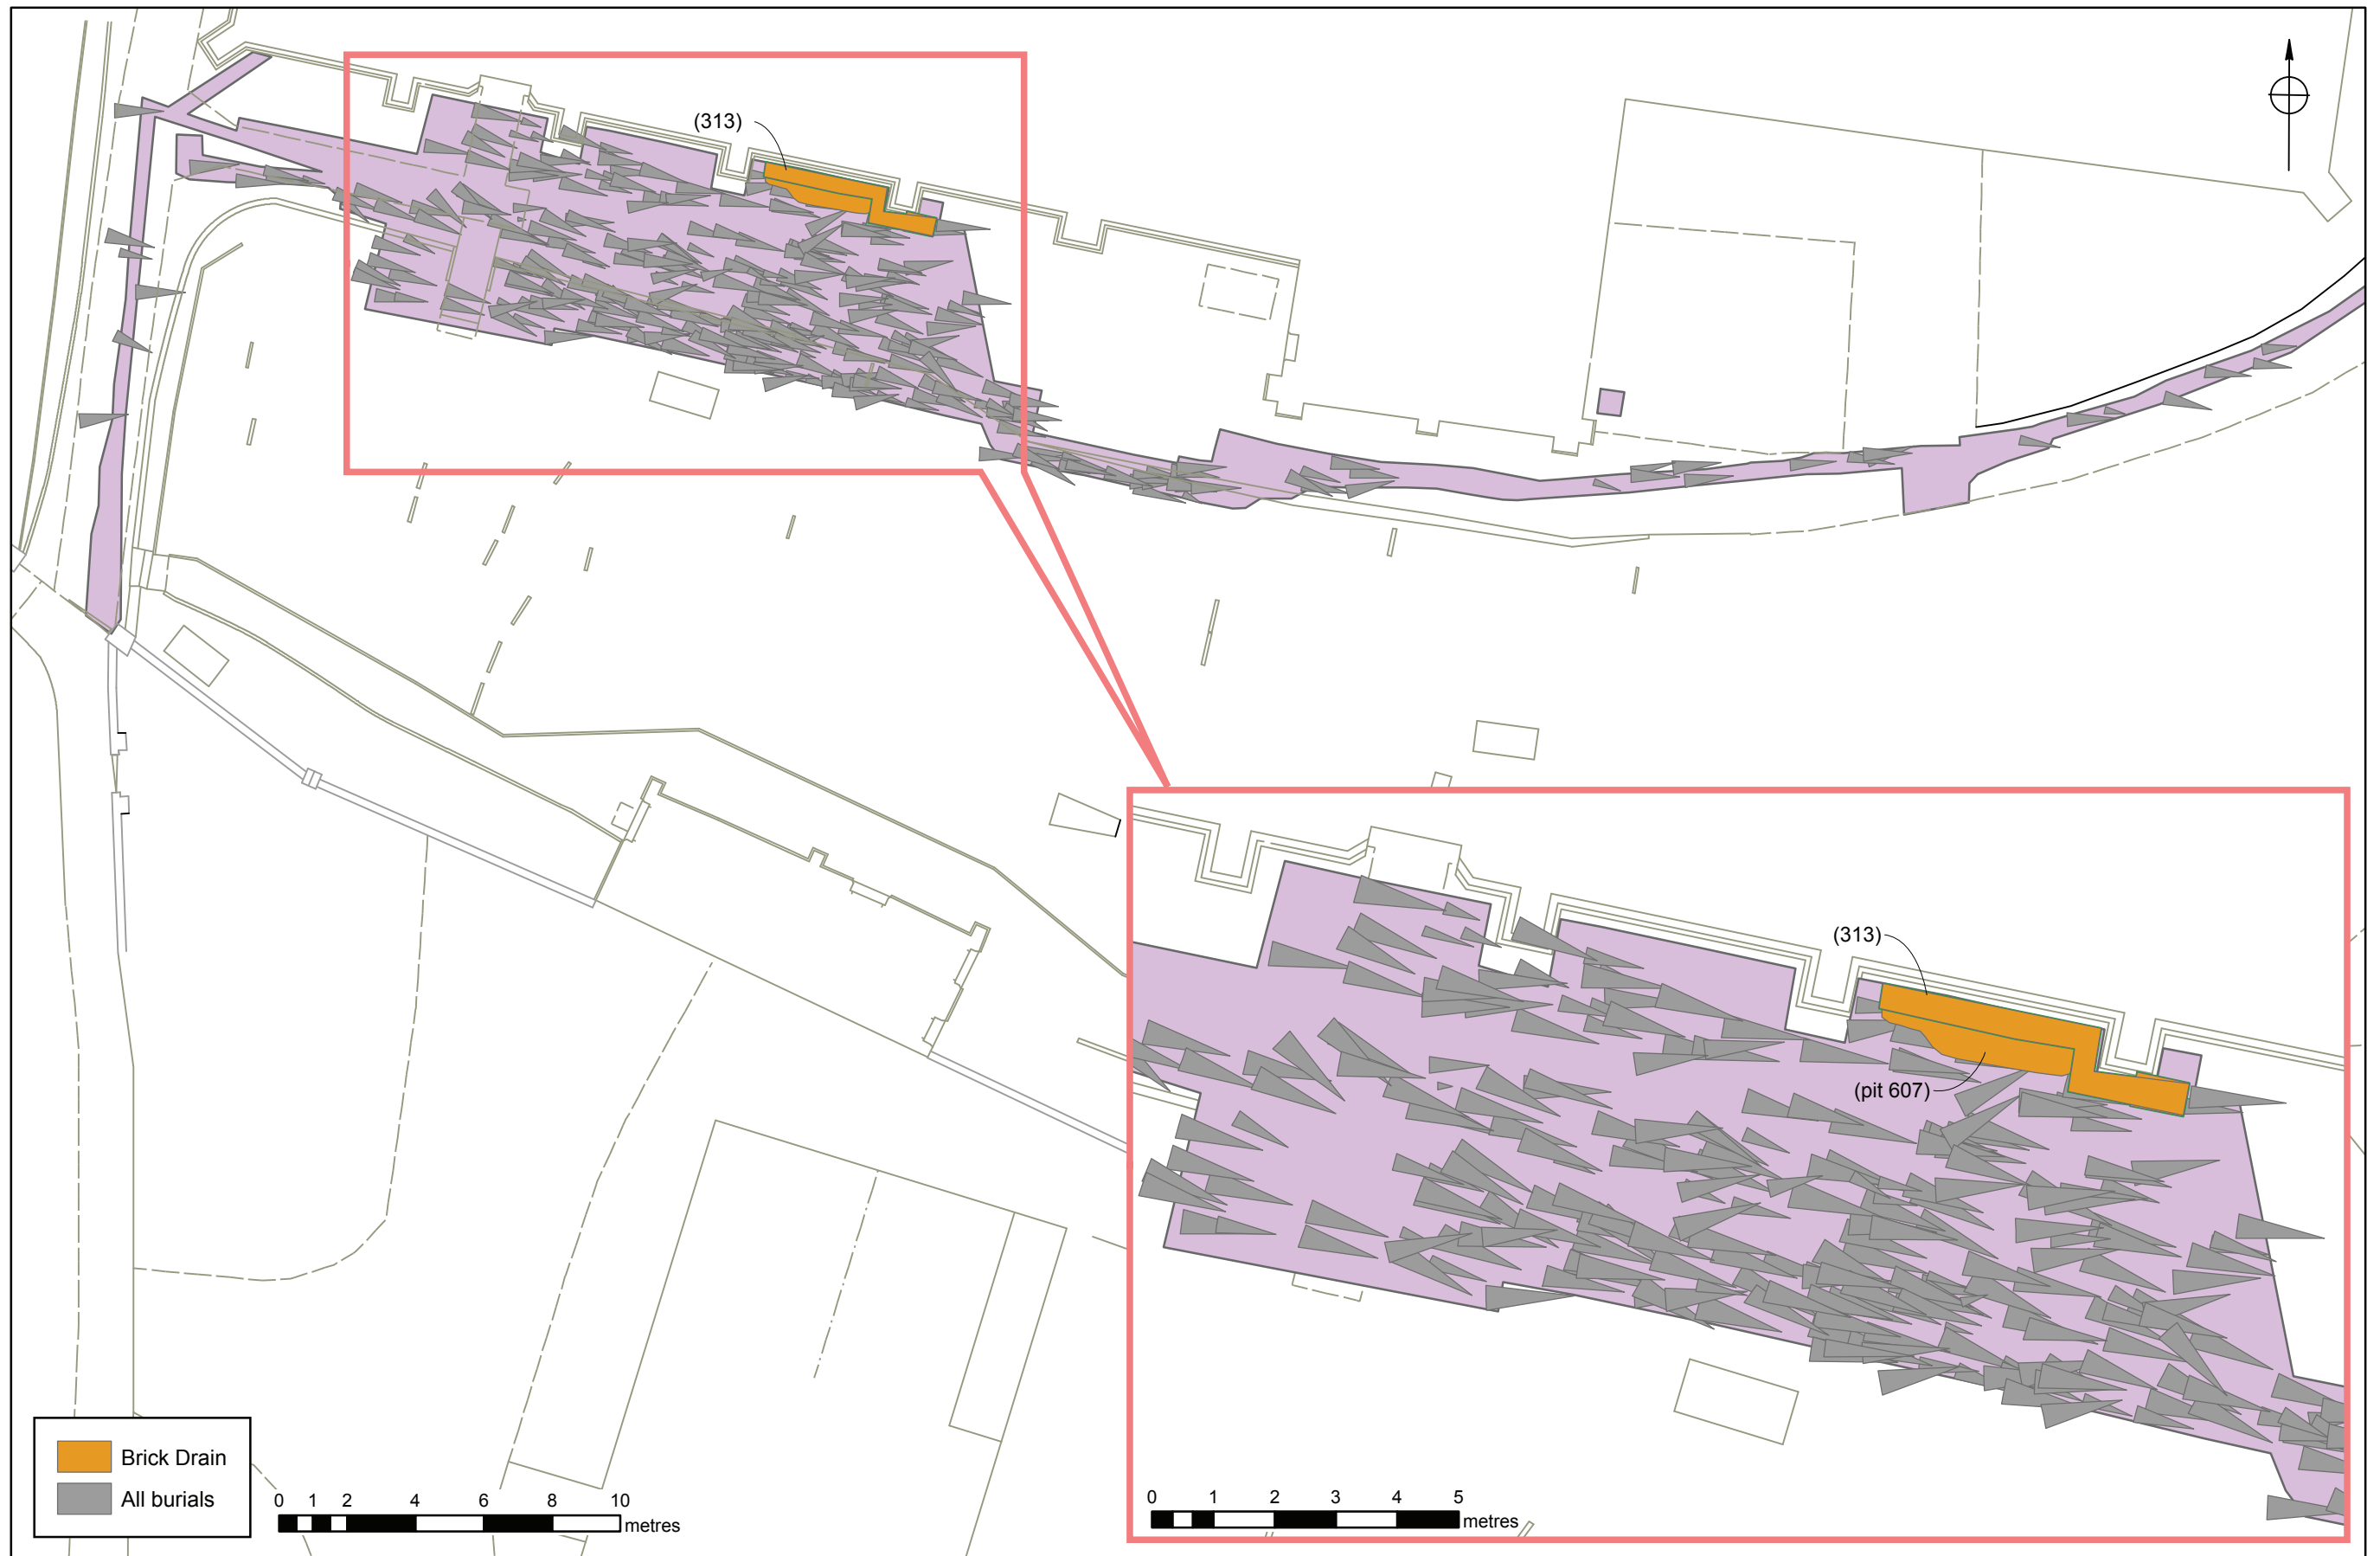 (313)
(313)
(pit 607)
Brick Drain
All burials
0 1 2 4 6 8 10
metres
0 1 2 3 4 5
metres